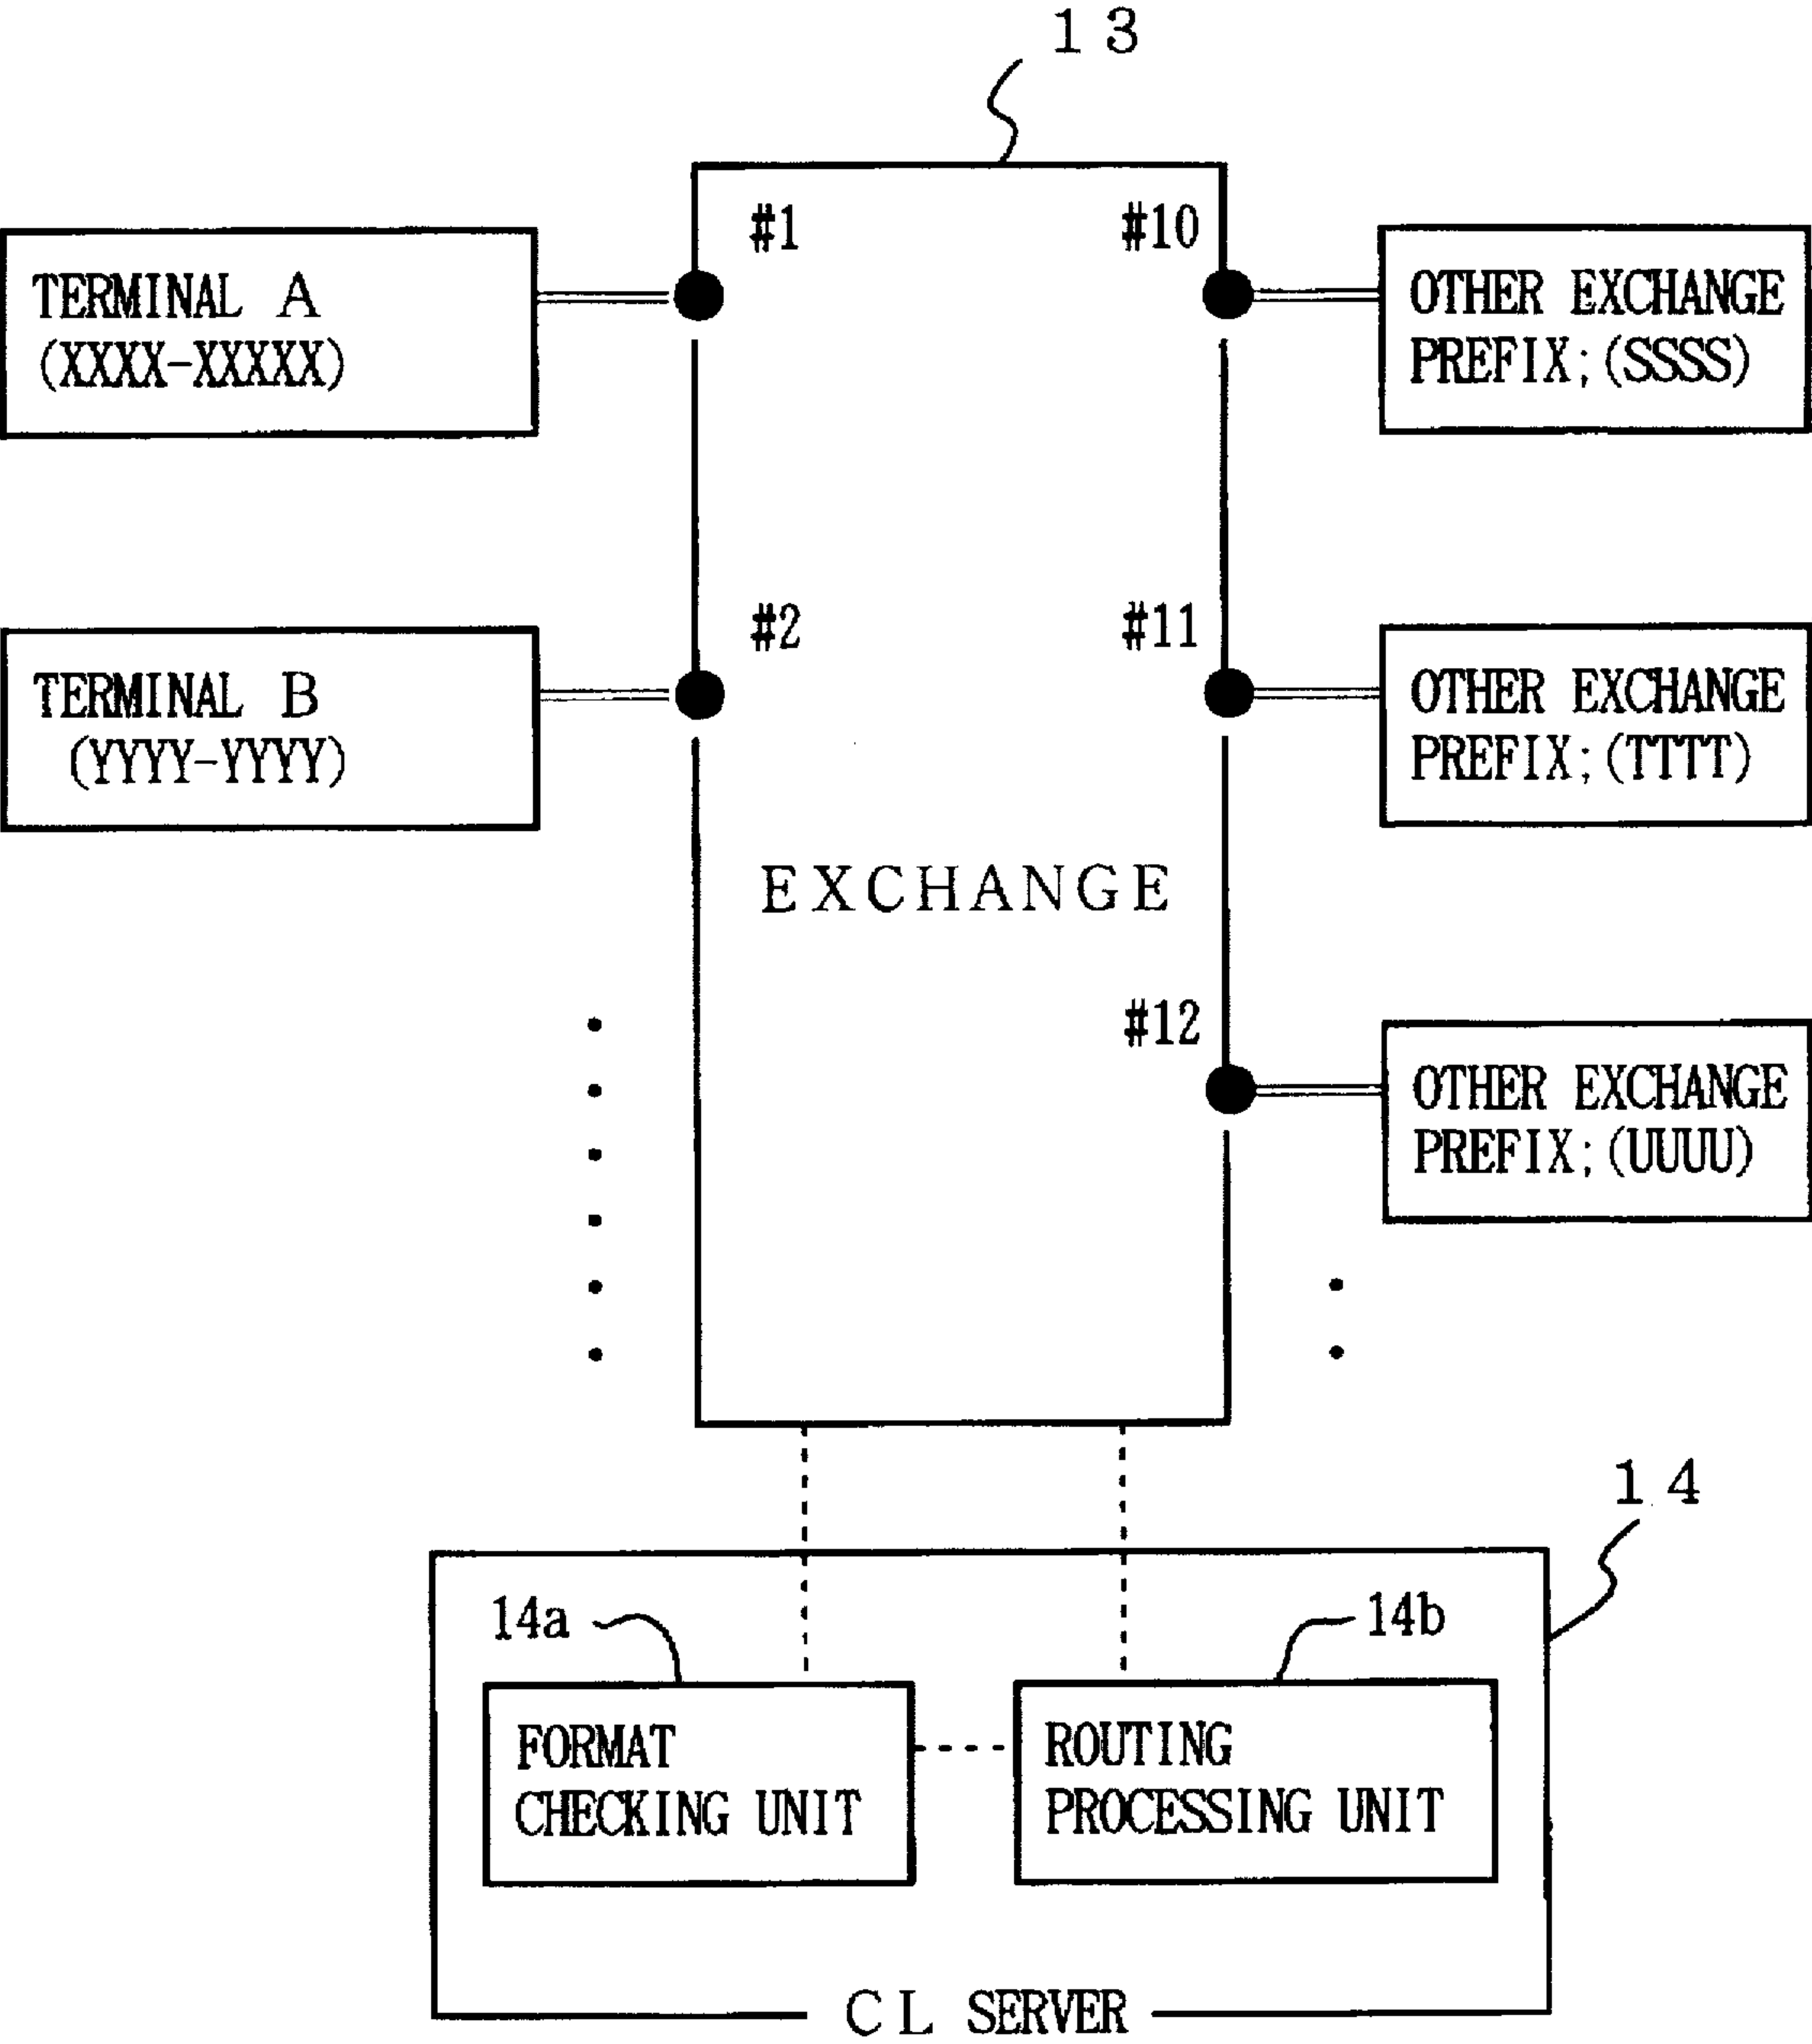 13
#1
#10
TERMINAL A
(XXXX-XXXXX)
OTHER EXCHANGE
PREFIX;(SSSS)
#2
#11
TERMINAL B
(YYYY-YYYY)
OTHER EXCHANGE
PREFIX;(TTTT)
EXCHANGE
#12
OTHER EXCHANGE
PREFIX;(UUUU)
14
14a
14b
FORMAT
CHECKING UNIT
ROUTING
PROCESSING UNIT
CL SERVER